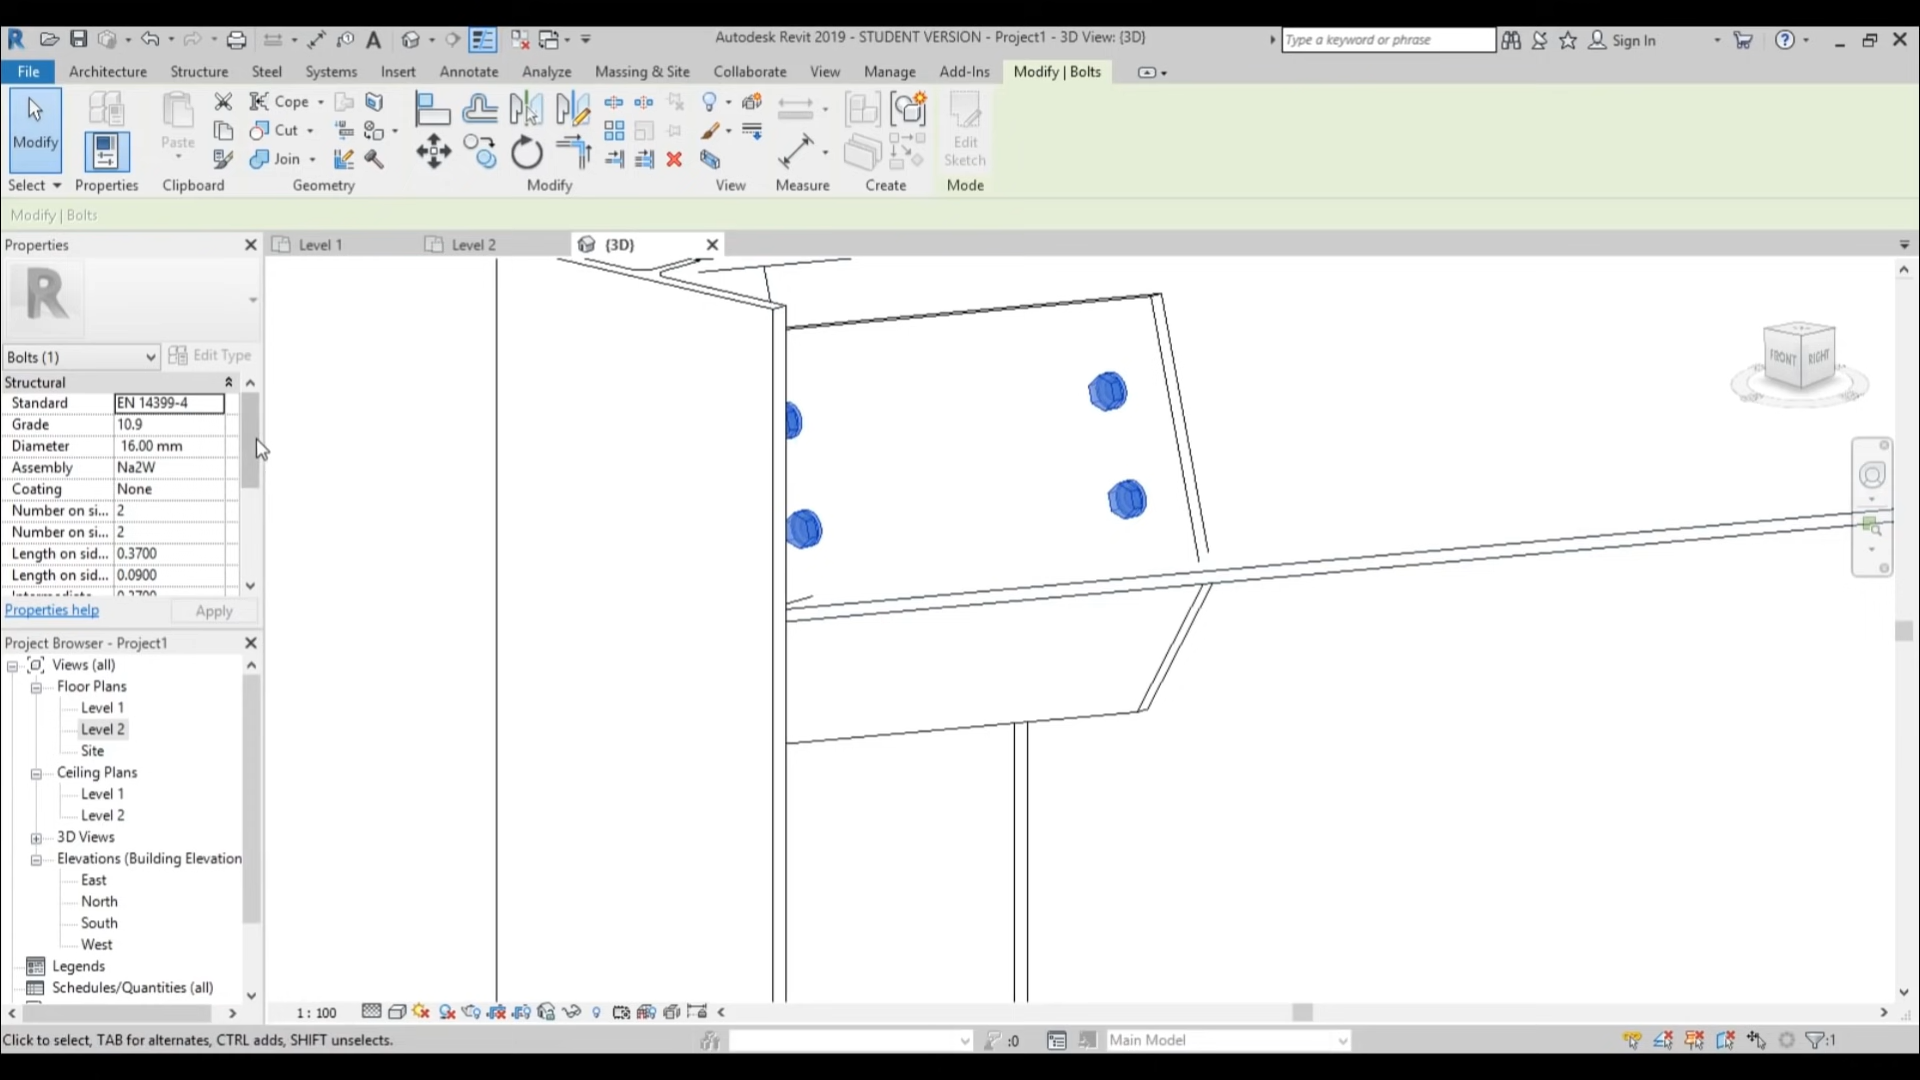 Autodesk Revit 2019 - STUDENT VERSION - Project1 - 3D View: {3D}
Type a keyword or phrase
Sign In
File
Architecture
Structure
Steel
Systems
Insert
Annotate
Analyze
Massing & Site
Collaborate
View
Manage
Add-Ins
Modify | Bolts
Modify
Paste
Cope
Cut
Join
Edit
Sketch
Select
Properties
Clipboard
Geometry
Modify
View
Measure
Create
Mode
Modify | Bolts
Properties
Level 1
Level 2
{3D}
Bolts (1)
Edit Type
Structural
Standard EN 14399-4
Grade 10.9
Diameter 16.00 mm
Assembly Na2W
Coating None
Number on si... 2
Number on si... 2
Length on sid... 0.3700
Length on sid... 0.0900
Properties help
Apply
FRONT RIGHT
Project Browser - Project1
Views (all)
Floor Plans
Level 1
Level 2
Site
Ceiling Plans
Level 1
Level 2
3D Views
Elevations (Building Elevation
East
North
South
West
Legends
Schedules/Quantities (all)
1 : 100
Click to select, TAB for alternates, CTRL adds, SHIFT unselects.
:0
Main Model
:1